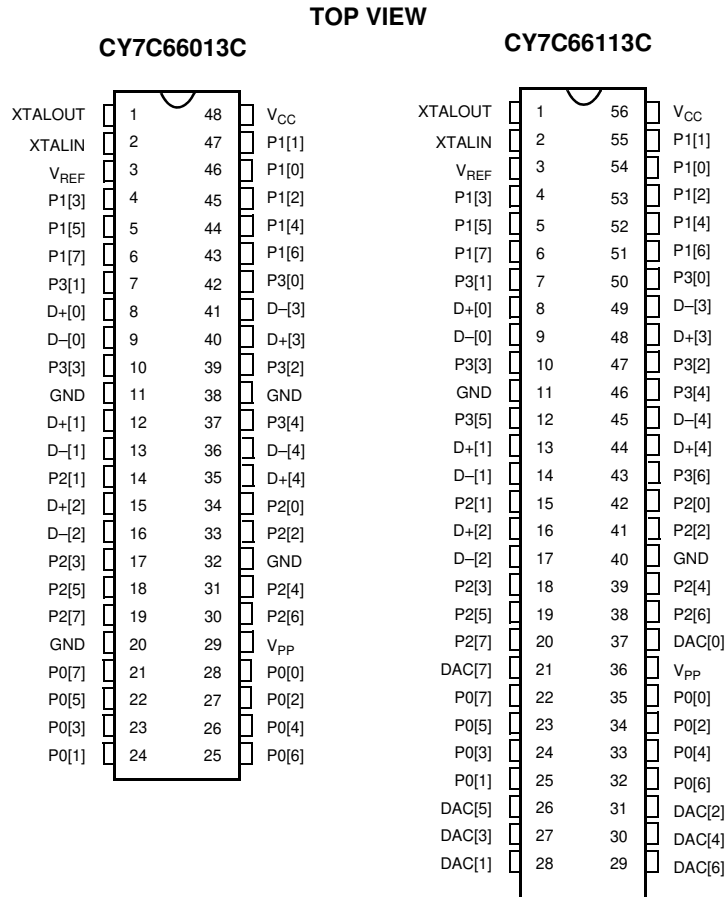 TOP VIEW
CY7C66013C
XTALOUT 1 48 VCC
XTALIN 2 47 P1[1]
VREF 3 46 P1[0]
P1[3] 4 45 P1[2]
P1[5] 5 44 P1[4]
P1[7] 6 43 P1[6]
P3[1] 7 42 P3[0]
D+[0] 8 41 D–[3]
D–[0] 9 40 D+[3]
P3[3] 10 39 P3[2]
GND 11 38 GND
D+[1] 12 37 P3[4]
D–[1] 13 36 D–[4]
P2[1] 14 35 D+[4]
D+[2] 15 34 P2[0]
D–[2] 16 33 P2[2]
P2[3] 17 32 GND
P2[5] 18 31 P2[4]
P2[7] 19 30 P2[6]
GND 20 29 VPP
P0[7] 21 28 P0[0]
P0[5] 22 27 P0[2]
P0[3] 23 26 P0[4]
P0[1] 24 25 P0[6]
CY7C66113C
XTALOUT 1 56 VCC
XTALIN 2 55 P1[1]
VREF 3 54 P1[0]
P1[3] 4 53 P1[2]
P1[5] 5 52 P1[4]
P1[7] 6 51 P1[6]
P3[1] 7 50 P3[0]
D+[0] 8 49 D–[3]
D–[0] 9 48 D+[3]
P3[3] 10 47 P3[2]
GND 11 46 P3[4]
P3[5] 12 45 D–[4]
D+[1] 13 44 D+[4]
D–[1] 14 43 P3[6]
P2[1] 15 42 P2[0]
D+[2] 16 41 P2[2]
D–[2] 17 40 GND
P2[3] 18 39 P2[4]
P2[5] 19 38 P2[6]
P2[7] 20 37 DAC[0]
DAC[7] 21 36 VPP
P0[7] 22 35 P0[0]
P0[5] 23 34 P0[2]
P0[3] 24 33 P0[4]
P0[1] 25 32 P0[6]
DAC[5] 26 31 DAC[2]
DAC[3] 27 30 DAC[4]
DAC[1] 28 29 DAC[6]